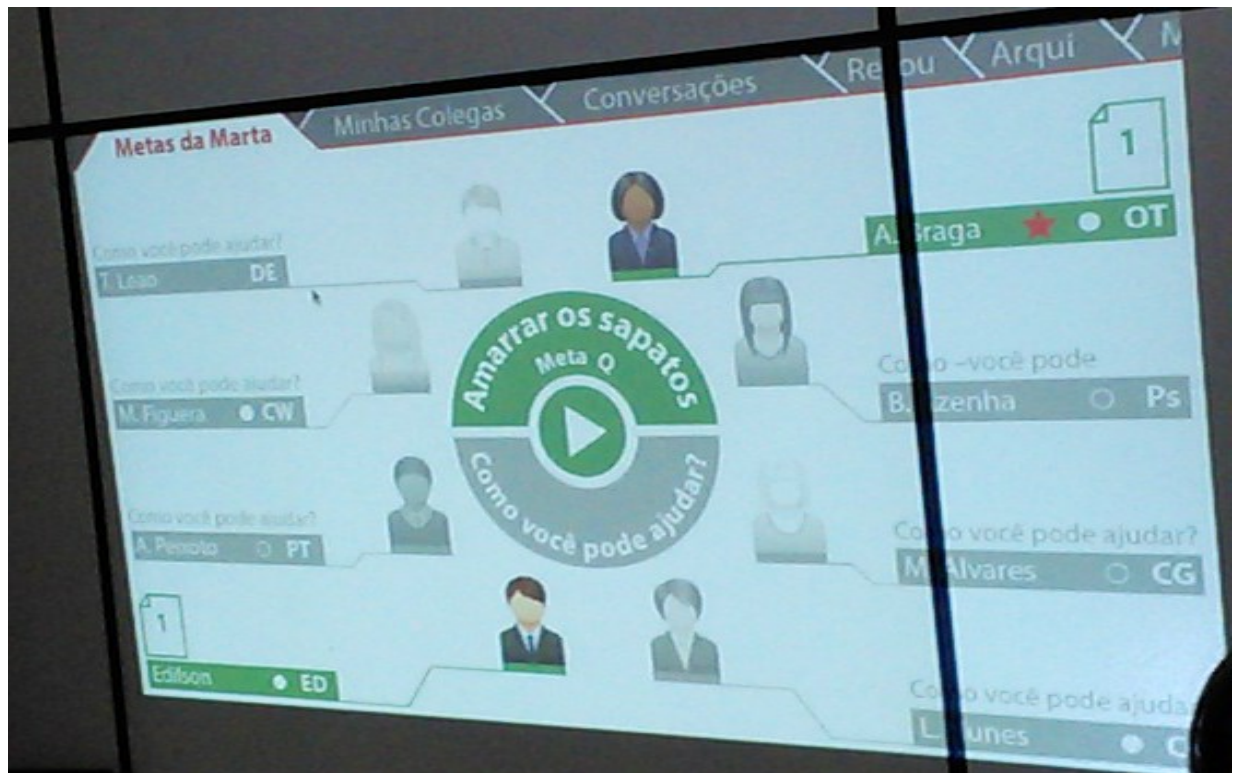 Metas da Marta
Minhas Colegas
Conversações
Arqui
1
A. Braga OT
Como você pode ajudar?
T. Leao DE
Amarrar os sapatos
Meta Q
Como você pode ajudar?
Como você pode ajudar?
M. Figuera CW
Como –você pode
B. Ps
Como você pode ajudar?
A. Peixoto PT
Como você pode ajudar?
M. Alvares CG
1
Edilson ED
Como você pode ajuda
L. C